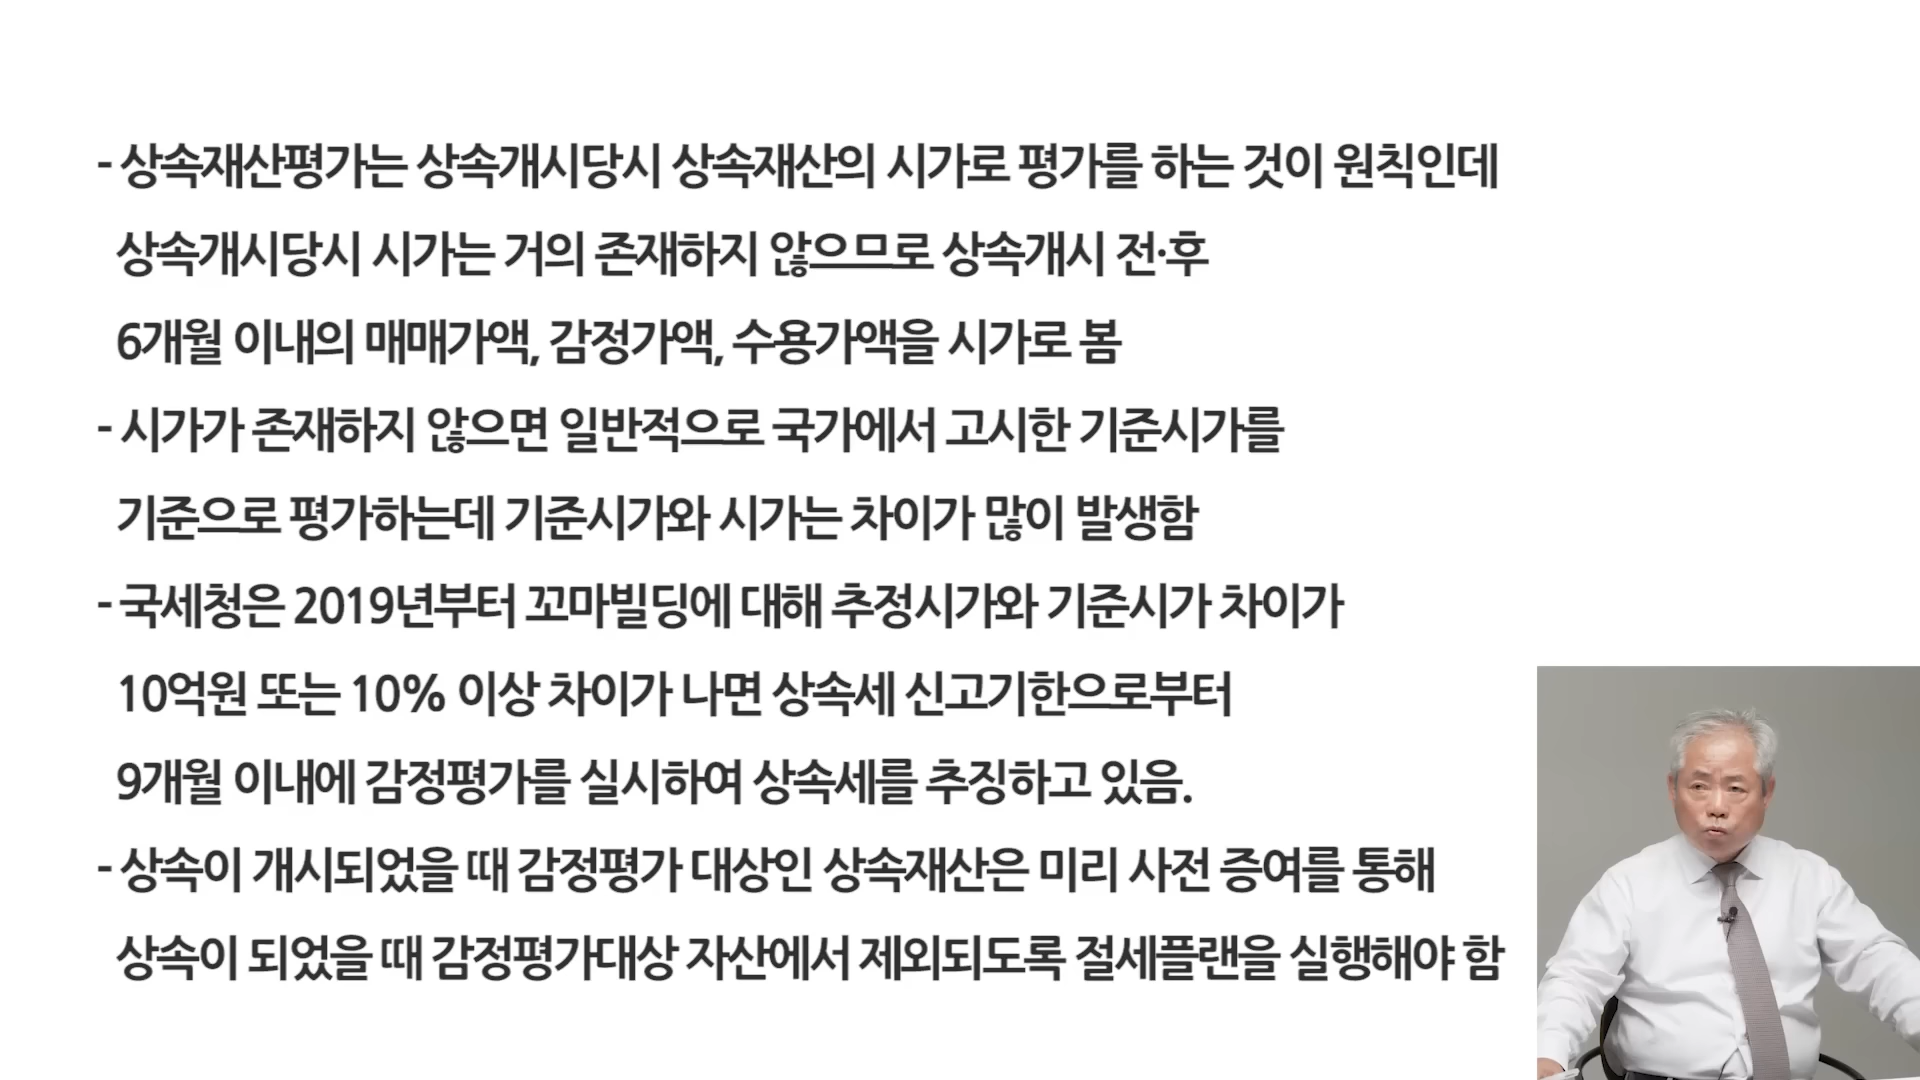 - 상속재산평가는 상속개시당시 상속재산의 시가로 평가를 하는 것이 원칙인데
상속개시당시 시가는 거의 존재하지 않으므로 상속개시 전·후
6개월 이내의 매매가액, 감정가액, 수용가액을 시가로 봄
- 시가가 존재하지 않으면 일반적으로 국가에서 고시한 기준시가를
기준으로 평가하는데 기준시가와 시가는 차이가 많이 발생함
- 국세청은 2019년부터 꼬마빌딩에 대해 추정시가와 기준시가 차이가
10억원 또는 10% 이상 차이가 나면 상속세 신고기한으로부터
9개월 이내에 감정평가를 실시하여 상속세를 추징하고 있음.
- 상속이 개시되었을 때 감정평가 대상인 상속재산은 미리 사전 증여를 통해
상속이 되었을 때 감정평가대상 자산에서 제외되도록 절세플랜을 실행해야 함